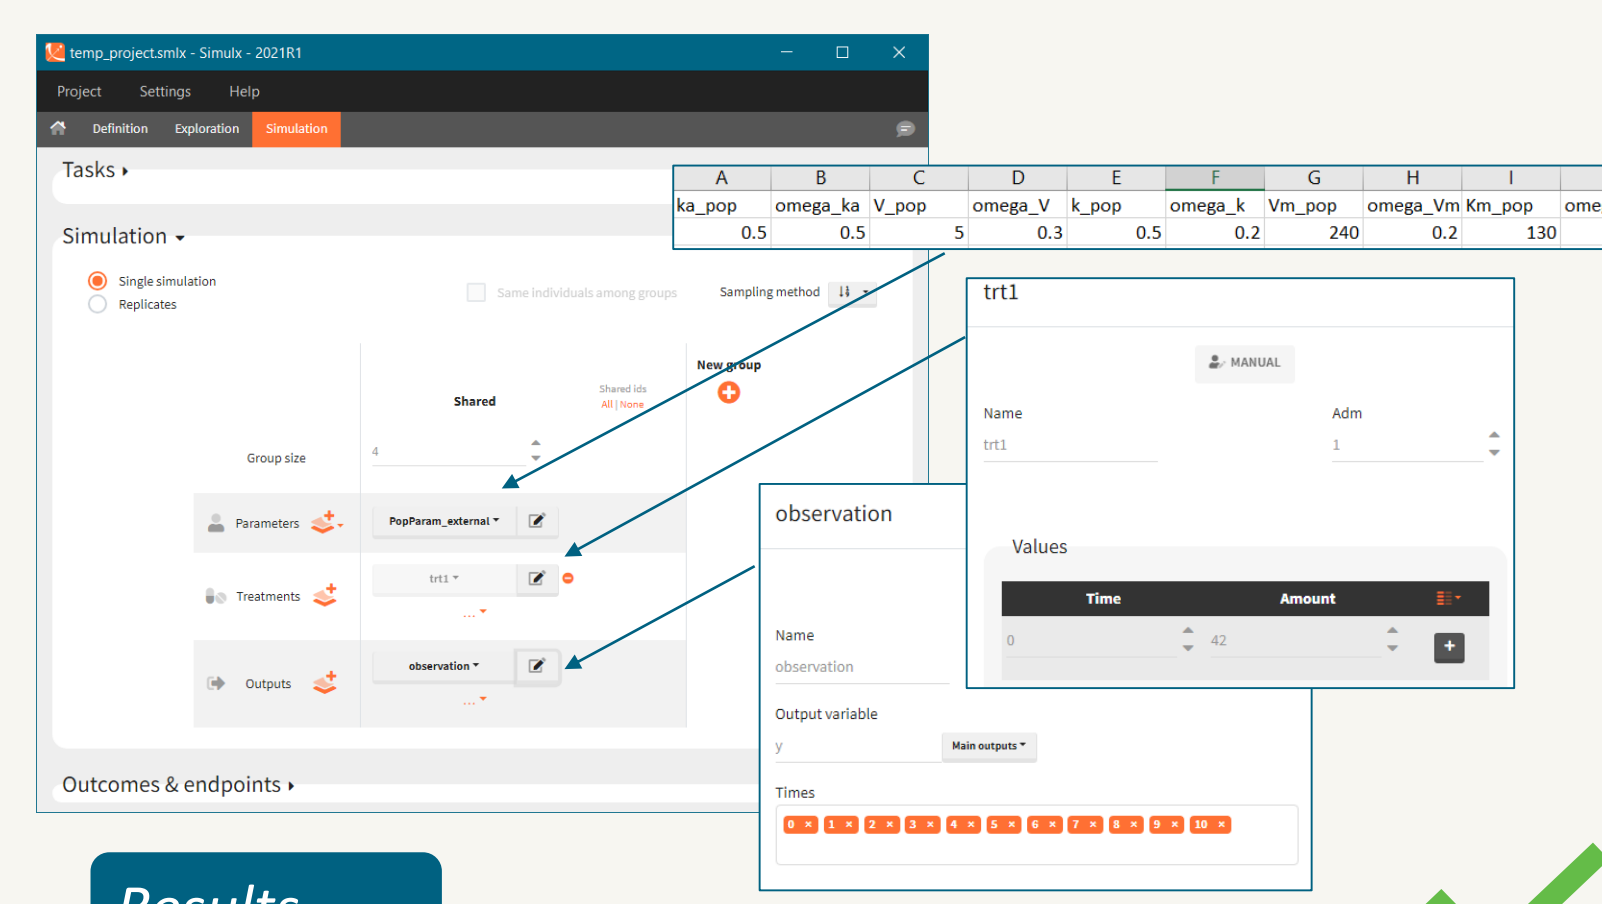 temp_project.smlx - Simulx - 2021R1
Project Settings Help
Definition Exploration Simulation
Tasks
Simulation
Single simulation
Replicates
Same individuals among groups
Sampling method
Shared
Shared ids
All | None
New group
Group size
4
Parameters
PopParam_external
Treatments
trt1
...
Outputs
observation
...
Outcomes & endpoints
A B C D E F G H I
ka_pop omega_ka V_pop omega_V k_pop omega_k Vm_pop omega_Vm Km_pop
0.5 0.5 5 0.3 0.5 0.2 240 0.2 130
trt1
MANUAL
Name Adm
trt1 1
Values
Time Amount
0 42
+
observation
Name
observation
Output variable
y Main outputs
Times
0 × 1 × 2 × 3 × 4 × 5 × 6 × 7 × 8 × 9 × 10 ×
Results